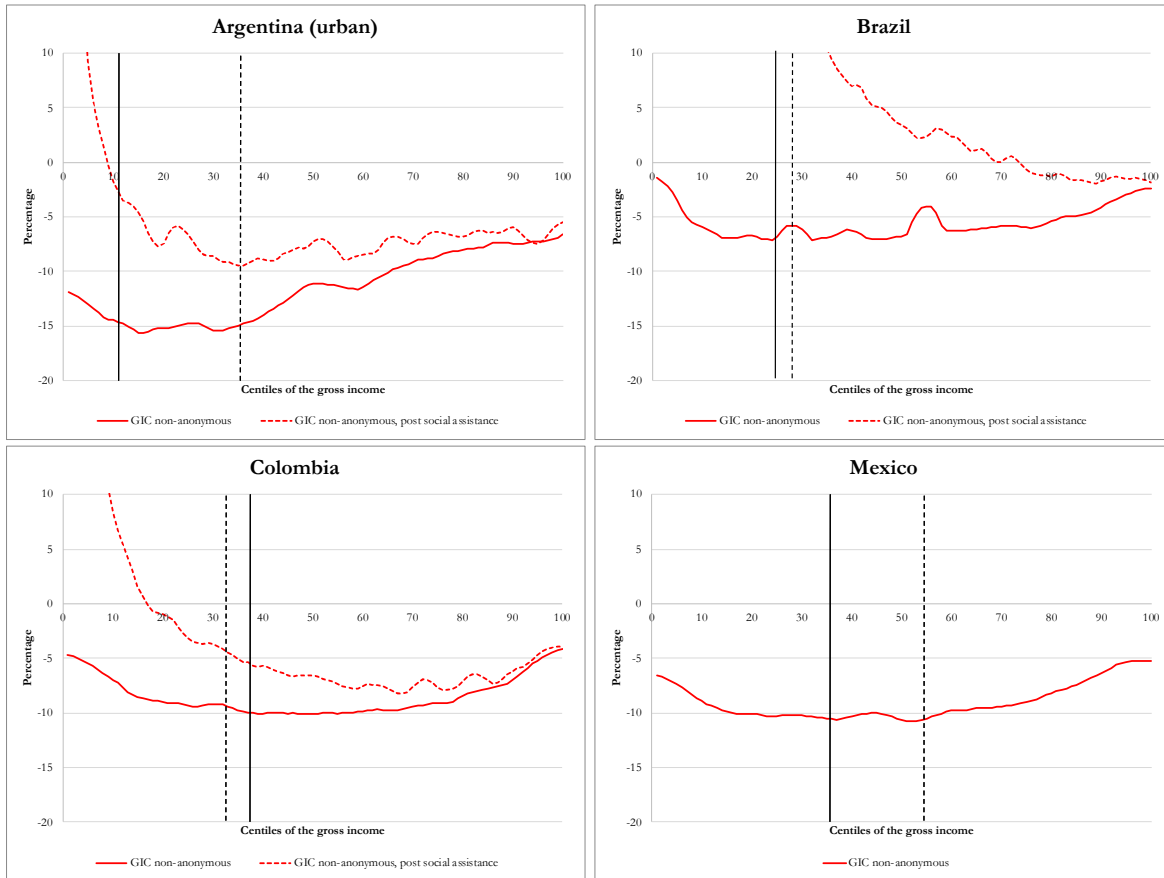 Argentina (urban)
10
5
0
-5
-10
-15
-20
Percentage
0 10 20 30 40 50 60 70 80 90 100
Centiles of the gross income
GIC non-anonymous GIC non-anonymous, post social assistance
Brazil
10
5
0
-5
-10
-15
-20
Percentage
0 10 20 30 40 50 60 70 80 90 100
Centiles of the gross income
GIC non-anonymous GIC non-anonymous, post social assistance
Colombia
10
5
0
-5
-10
-15
-20
Percentage
0 10 20 30 40 50 60 70 80 90 100
Centiles of the gross income
GIC non-anonymous GIC non-anonymous, post social assistance
Mexico
10
5
0
-5
-10
-15
-20
Percentage
0 10 20 30 40 50 60 70 80 90 100
Centiles of the gross income
GIC non-anonymous